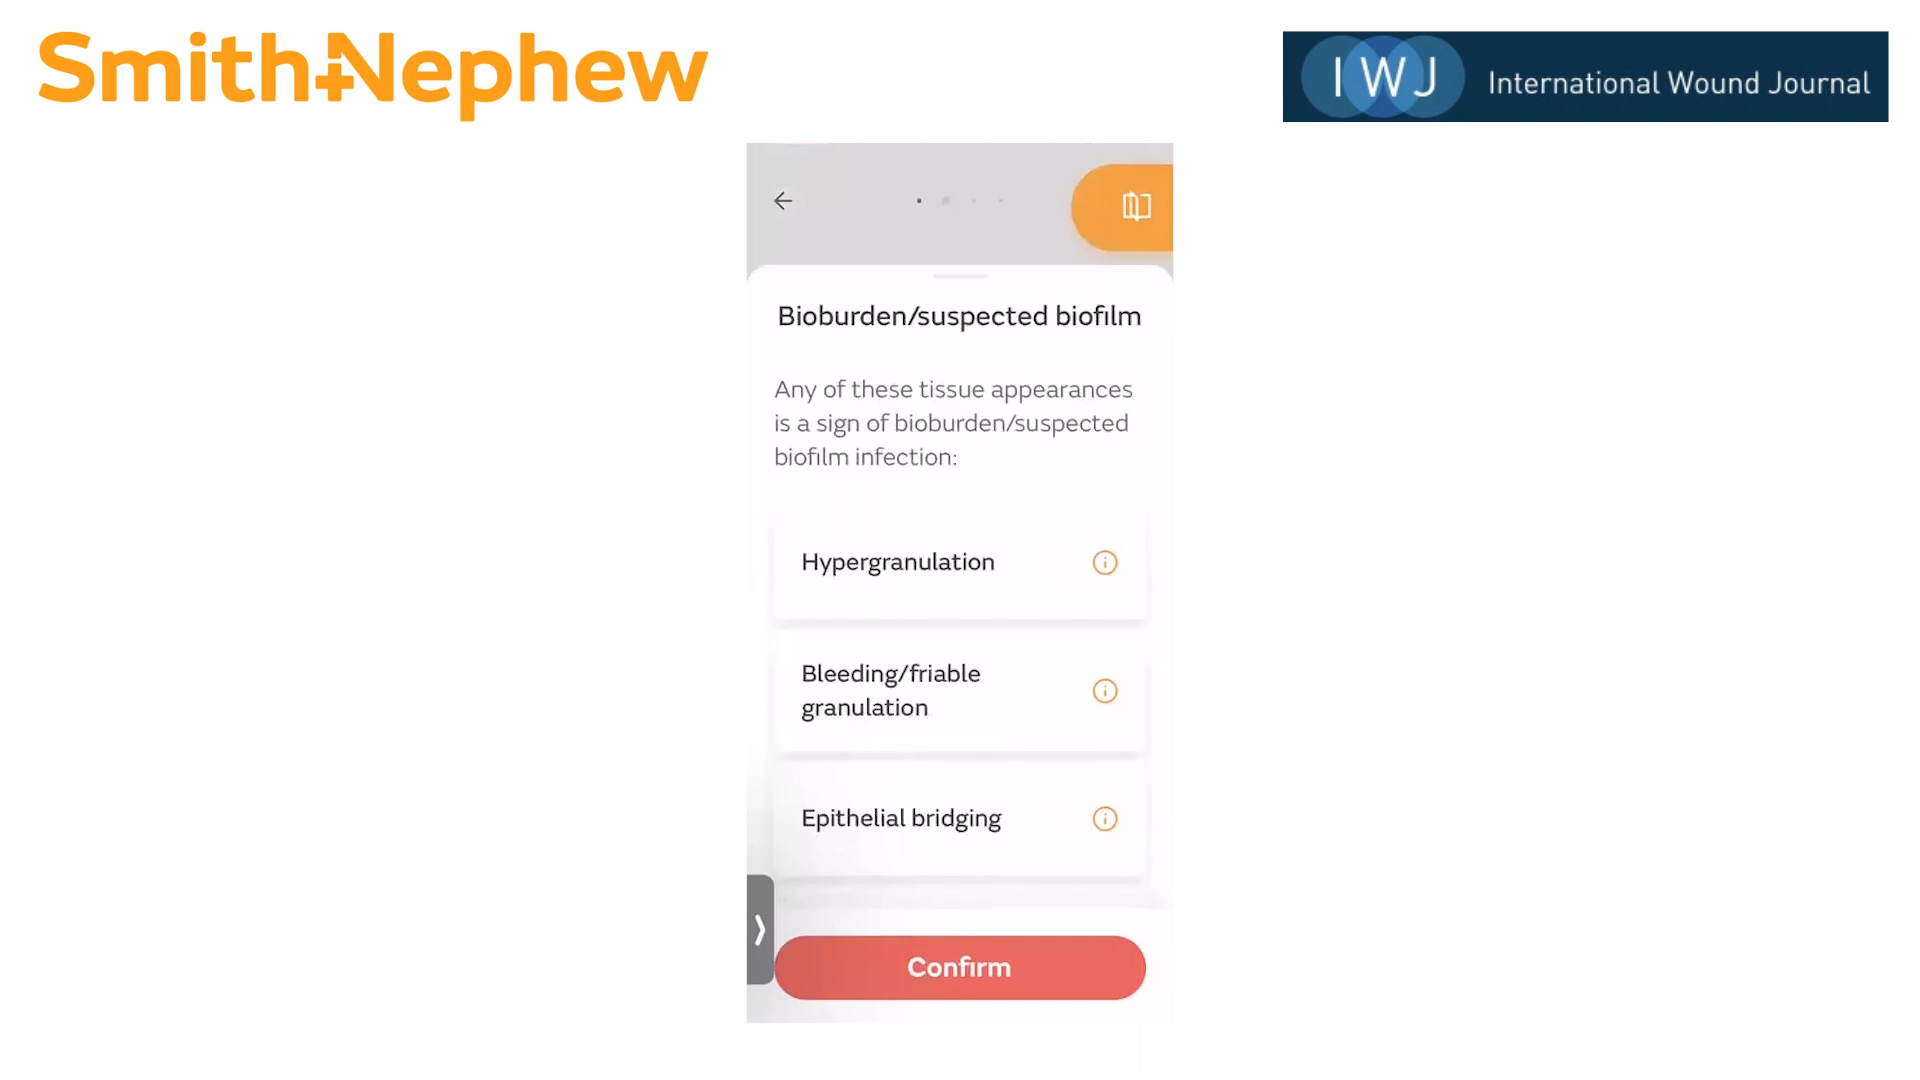 Smith+Nephew
IWJ International Wound Journal
Bioburden/suspected biofilm
Any of these tissue appearances
is a sign of bioburden/suspected
biofilm infection:
Hypergranulation
Bleeding/friable
granulation
Epithelial bridging
Confirm